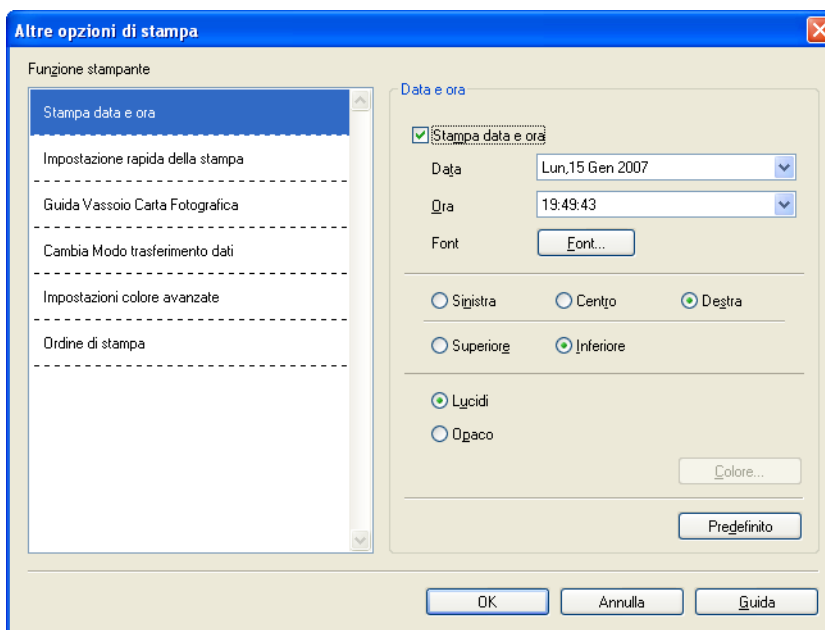 Altre opzioni di stampa
Funzione stampante
Stampa data e ora
Impostazione rapida della stampa
Guida Vassoio Carta Fotografica
Cambia Modo trasferimento dati
Impostazioni colore avanzate
Ordine di stampa
Data e ora
Stampa data e ora
Data Lun,15 Gen 2007
Ora 19:49:43
Font Font...
Sinistra Centro Destra
Superiore Inferiore
Lucidi
Opaco
Colore...
Predefinito
OK Annulla Guida